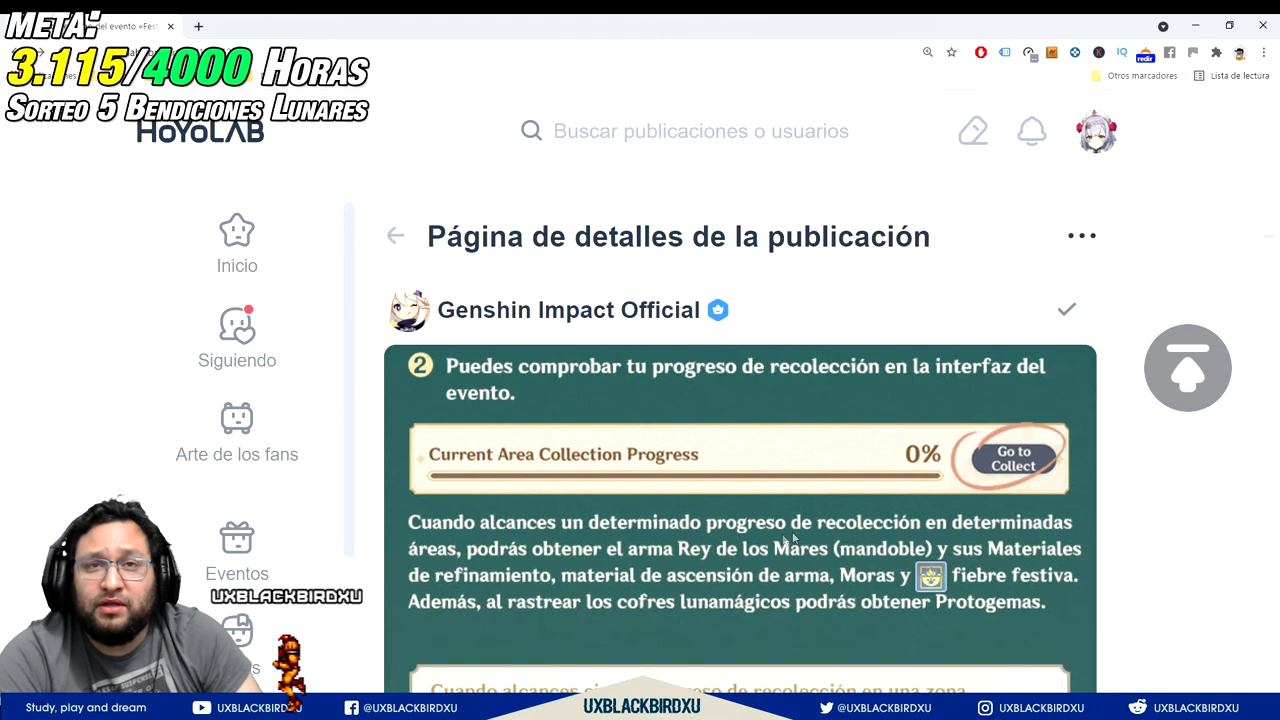 META:
del evento «Fes
3.115/4000 HORAS
SORTEO 5 BENDICIONES LUNARES
IQ
redir
Otros marcadores
Lista de lectura
HoYoLAB
Buscar publicaciones o usuarios
Inicio
Siguiendo
Arte de los fans
Eventos
Página de detalles de la publicación
Genshin Impact Official
2 Puedes comprobar tu progreso de recolección en la interfaz del
evento.
Current Area Collection Progress 0% Go to
Collect
Cuando alcances un determinado progreso de recolección en determinadas
áreas, podrás obtener el arma Rey de los Mares (mandoble) y sus Materiales
de refinamiento, material de ascensión de arma, Moras y fiebre festiva.
Además, al rastrear los cofres lunamágicos podrás obtener Protogemas.
UXBLACKBIRDXU
Study, play and dream
UXBLACKBIRDXU
@UXBLACKBIRDXU
UXBLACKBIRDXU
@UXBLACKBIRDXU
UXBLACKBIRDXU
UXBLACKBIRDXU